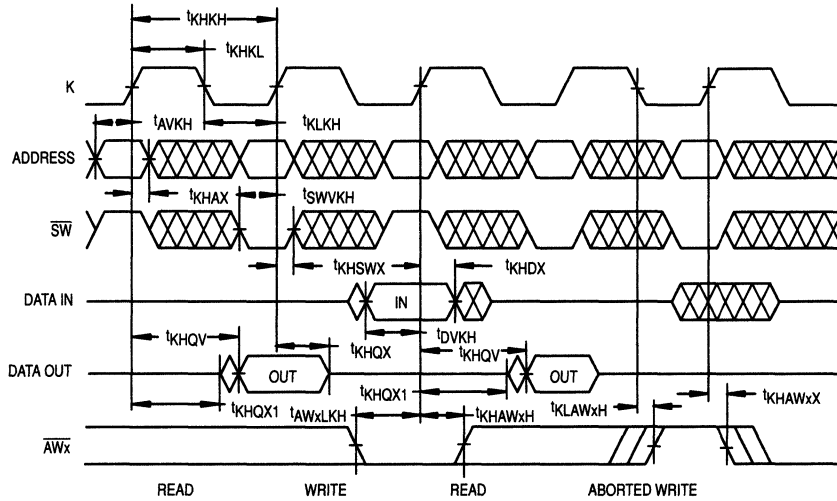 tKHKH
tKHKL
K
tAVKH
tKLKH
ADDRESS
tKHAX
tSWVKH
SW
tKHSWX
tKHDX
DATA IN
IN
tKHQV
tKHQX
tDVKH
tKHQV
DATA OUT
OUT
OUT
tKHQX1
tAWxLKH
tKHQX1
tKHAWxH
tKLAWxH
tKHAWxX
AWx
READ
WRITE
READ
ABORTED WRITE